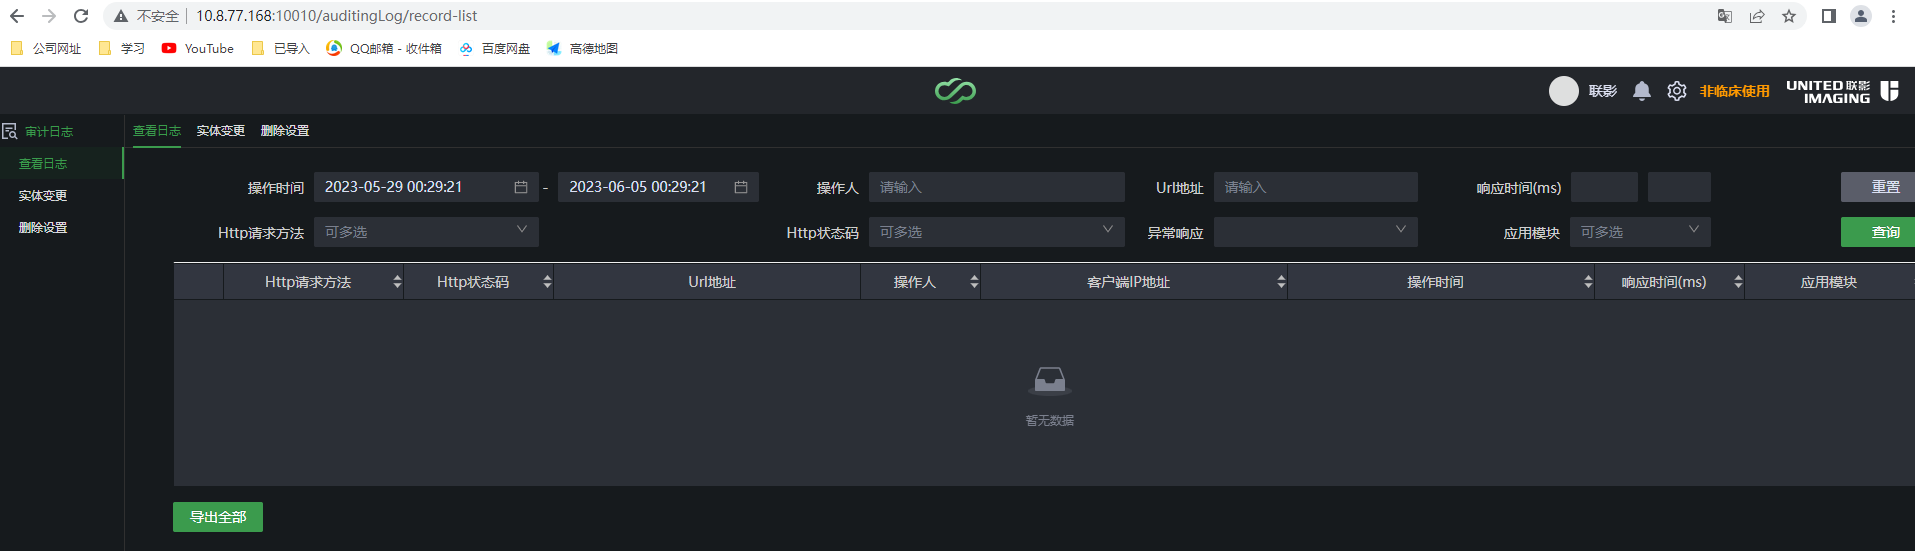 不安全 10.8.77.168:10010/auditingLog/record-list
公司网址 学习 YouTube 已导入 QQ邮箱 - 收件箱 百度网盘 高德地图
联影 非临床使用 UNITED 联影 IMAGING
审计日志 查看日志 实体变更 删除设置
查看日志
实体变更
删除设置
操作时间 2023-05-29 00:29:21 - 2023-06-05 00:29:21 操作人 请输入 Url地址 请输入 响应时间(ms) 重置
Http请求方法 可多选 Http状态码 可多选 异常响应 应用模块 可多选 查询
Http请求方法 Http状态码 Url地址 操作人 客户端IP地址 操作时间 响应时间(ms) 应用模块
暂无数据
导出全部